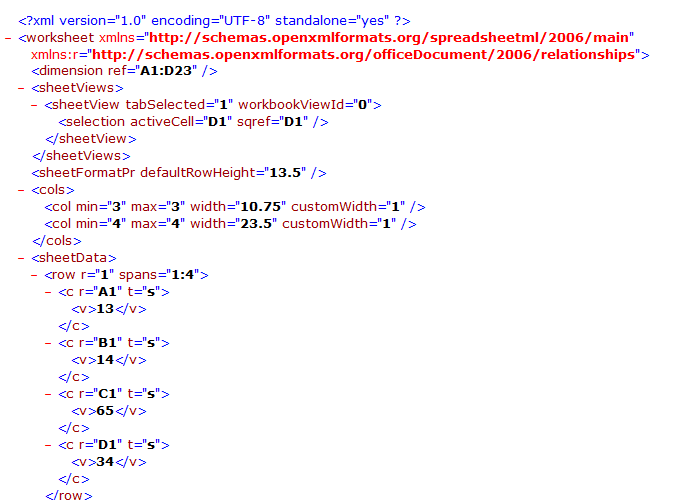 <?xml version="1.0" encoding="UTF-8" standalone="yes" ?>
- <worksheet xmlns="http://schemas.openxmlformats.org/spreadsheetml/2006/main"
xmlns:r="http://schemas.openxmlformats.org/officeDocument/2006/relationships">
<dimension ref="A1:D23" />
- <sheetViews>
- <sheetView tabSelected="1" workbookViewId="0">
<selection activeCell="D1" sqref="D1" />
</sheetView>
</sheetViews>
<sheetFormatPr defaultRowHeight="13.5" />
- <cols>
<col min="3" max="3" width="10.75" customWidth="1" />
<col min="4" max="4" width="23.5" customWidth="1" />
</cols>
- <sheetData>
- <row r="1" spans="1:4">
- <c r="A1" t="s">
<v>13</v>
</c>
- <c r="B1" t="s">
<v>14</v>
</c>
- <c r="C1" t="s">
<v>65</v>
</c>
- <c r="D1" t="s">
<v>34</v>
</c>
</row>